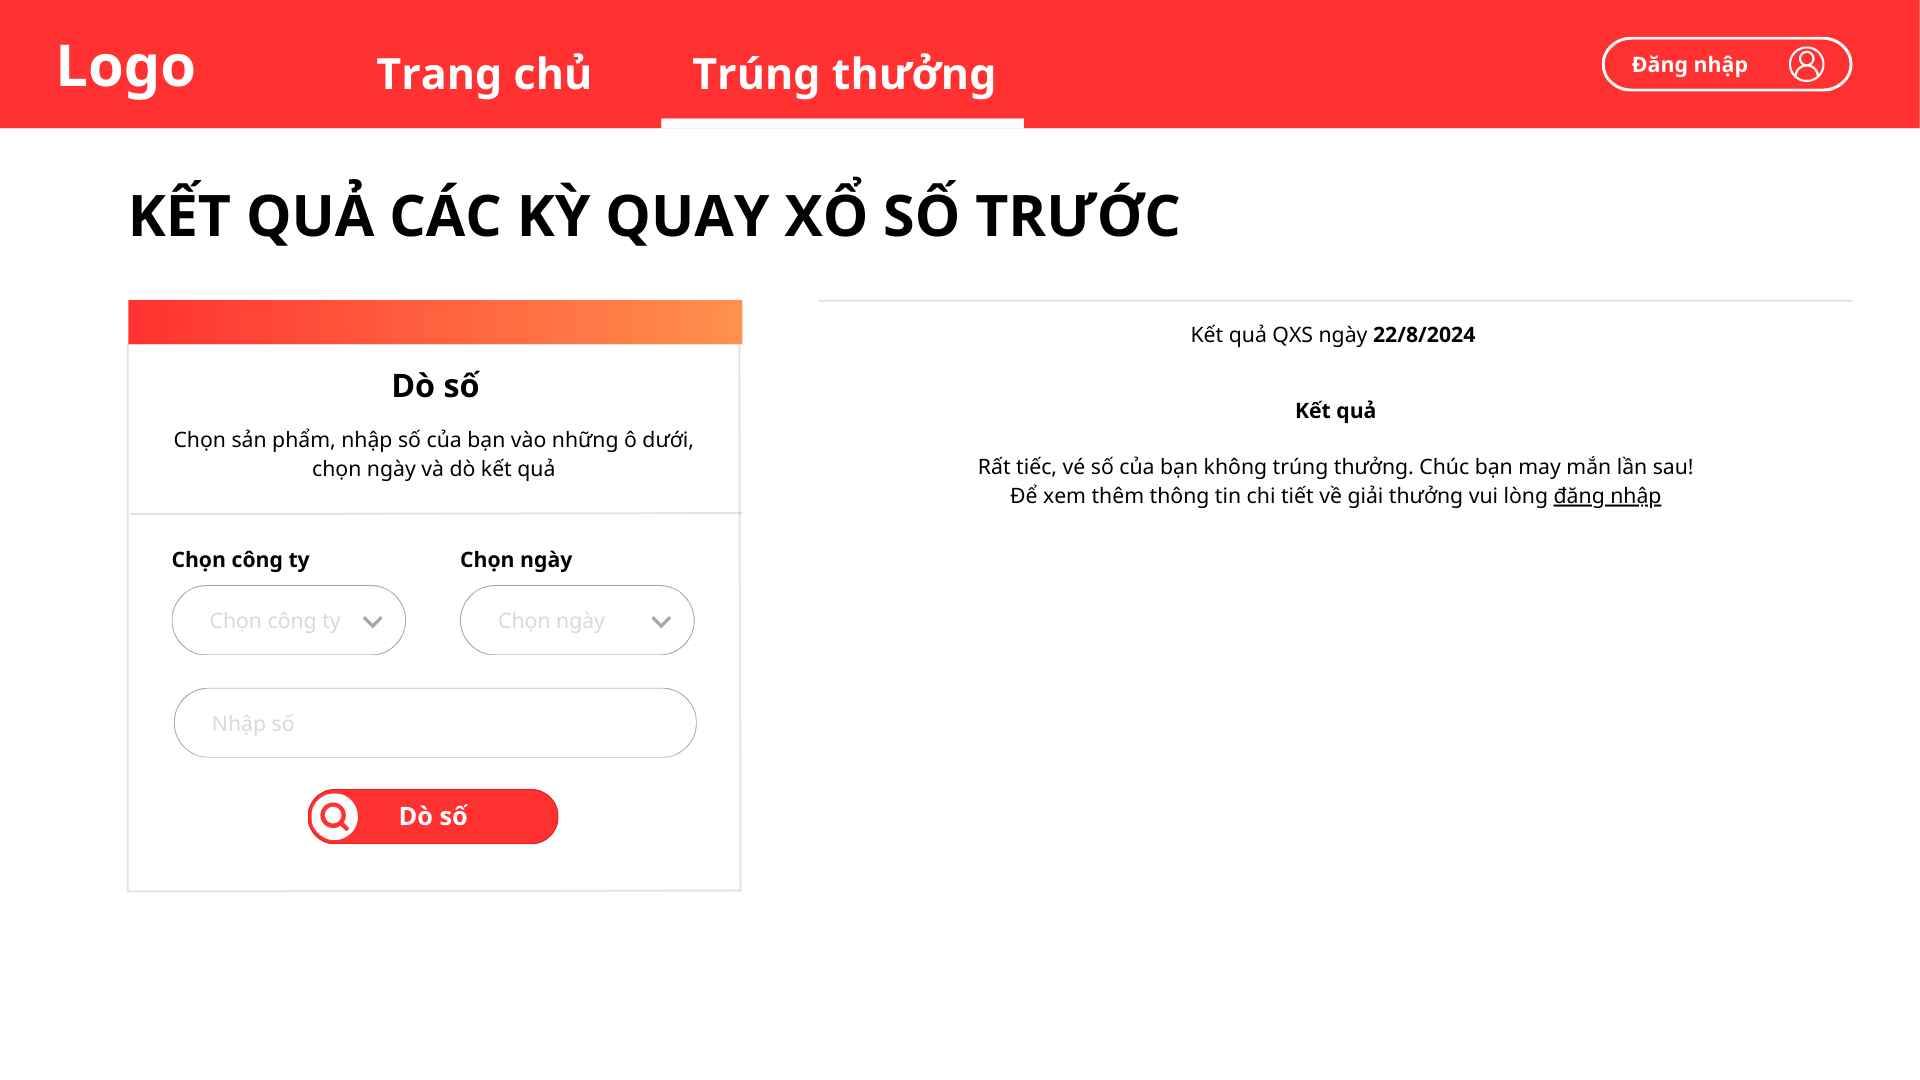 Logo
Trang chủ
Trúng thưởng
Đăng nhập
KẾT QUẢ CÁC KỲ QUAY XỔ SỐ TRƯỚC
Dò số
Chọn sản phẩm, nhập số của bạn vào những ô dưới,
chọn ngày và dò kết quả
Chọn công ty
Chọn ngày
Chọn công ty
Chọn ngày
Nhập số
Dò số
Kết quả QXS ngày 22/8/2024
Kết quả
Rất tiếc, vé số của bạn không trúng thưởng. Chúc bạn may mắn lần sau!
Để xem thêm thông tin chi tiết về giải thưởng vui lòng đăng nhập